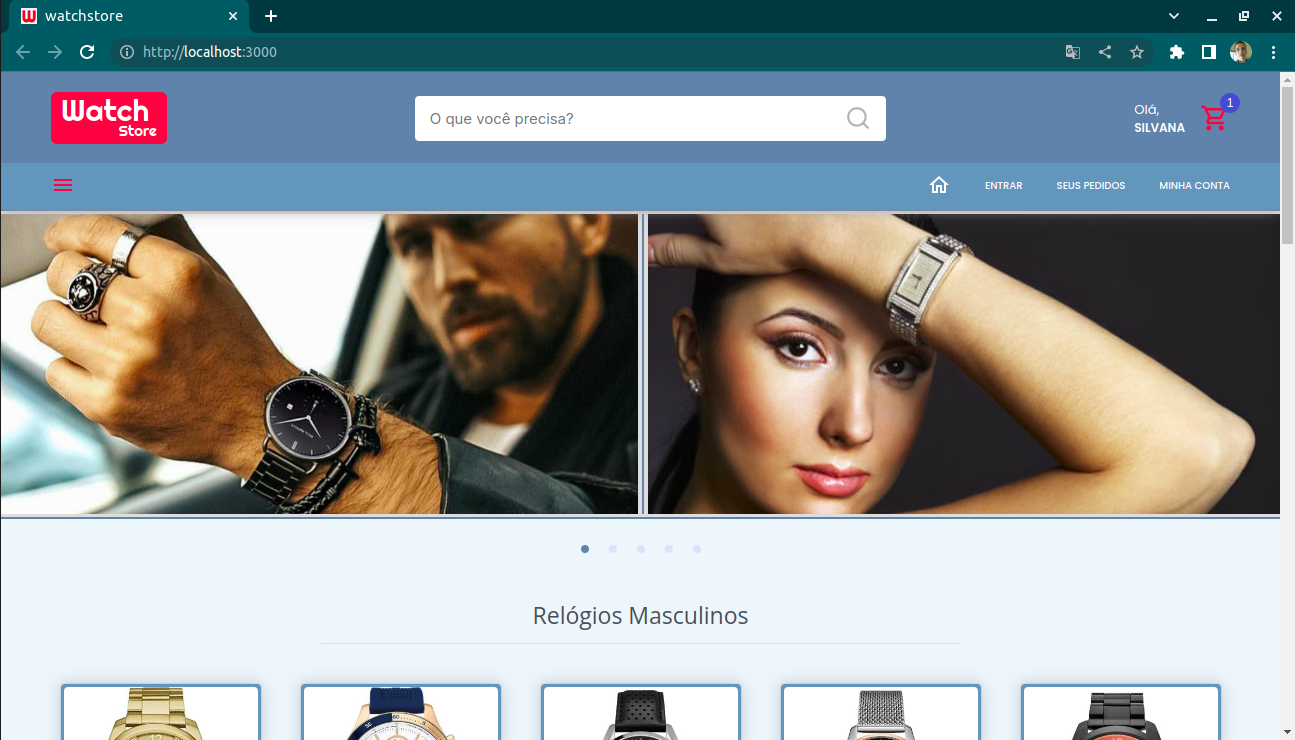 watchstore
http://localhost:3000
Watch
Store
O que você precisa?
Olá,
SILVANA
1
ENTRAR
SEUS PEDIDOS
MINHA CONTA
Relógios Masculinos